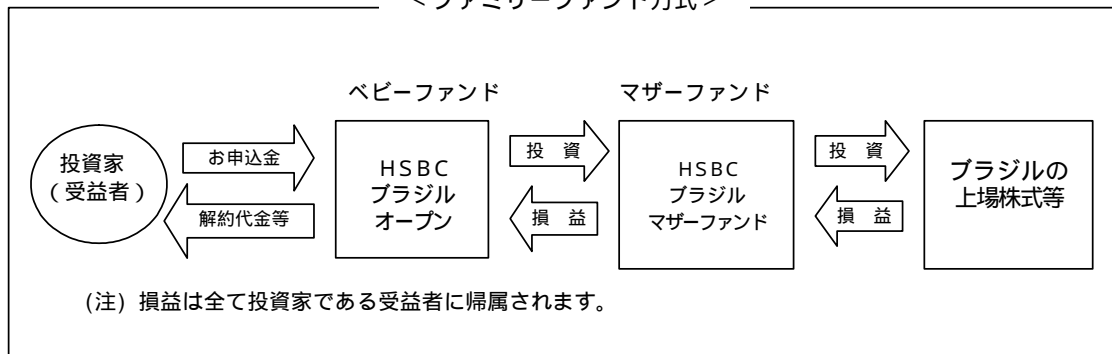 <ファミリーファンド方式>
ベビーファンド
マザーファンド
投資家
(受益者)
お申込金
解約代金等
HSBC
ブラジル
オープン
投 資
損 益
HSBC
ブラジル
マザーファンド
投 資
損 益
ブラジルの
上場株式等
(注) 損益は全て投資家である受益者に帰属されます。